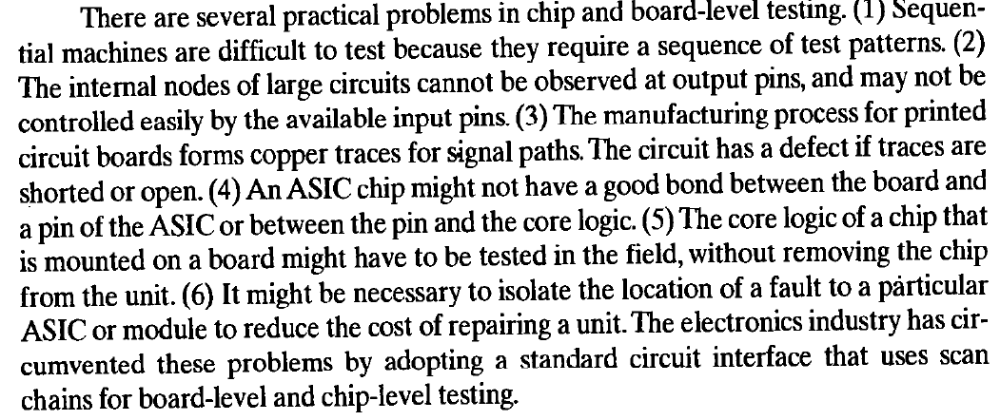 There are several practical problems in chip and board-level testing. (1) Sequen-
tial machines are difficult to test because they require a sequence of test patterns. (2)
The internal nodes of large circuits cannot be observed at output pins, and may not be
controlled easily by the available input pins. (3) The manufacturing process for printed
circuit boards forms copper traces for signal paths. The circuit has a defect if traces are
shorted or open. (4) An ASIC chip might not have a good bond between the board and
a pin of the ASIC or between the pin and the core logic. (5) The core logic of a chip that
is mounted on a board might have to be tested in the field, without removing the chip
from the unit. (6) It might be necessary to isolate the location of a fault to a particular
ASIC or module to reduce the cost of repairing a unit. The electronics industry has cir-
cumvented these problems by adopting a standard circuit interface that uses scan
chains for board-level and chip-level testing.